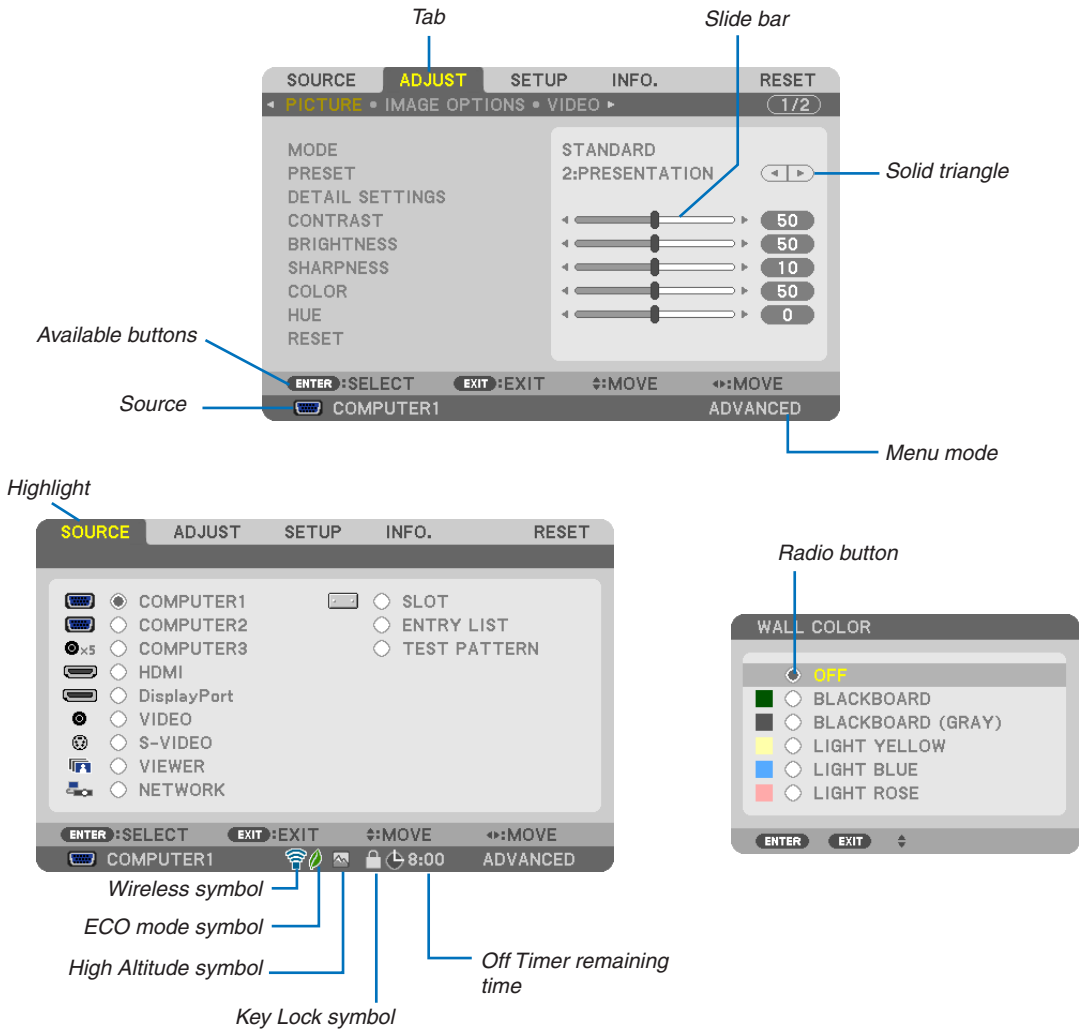 Tab
Slide bar
SOURCE ADJUST SETUP INFO. RESET
PICTURE • IMAGE OPTIONS • VIDEO 1/2
MODE STANDARD
PRESET 2:PRESENTATION
Solid triangle
DETAIL SETTINGS
CONTRAST 50
BRIGHTNESS 50
SHARPNESS 10
COLOR 50
HUE 0
RESET
Available buttons
ENTER :SELECT EXIT :EXIT :MOVE :MOVE
Source
COMPUTER1 ADVANCED
Menu mode
Highlight
SOURCE ADJUST SETUP INFO. RESET
COMPUTER1 SLOT
COMPUTER2 ENTRY LIST
×5 COMPUTER3 TEST PATTERN
HDMI
DisplayPort
VIDEO
S-VIDEO
VIEWER
NETWORK
ENTER :SELECT EXIT :EXIT :MOVE :MOVE
COMPUTER1 8:00 ADVANCED
Radio button
WALL COLOR
OFF
BLACKBOARD
BLACKBOARD (GRAY)
LIGHT YELLOW
LIGHT BLUE
LIGHT ROSE
ENTER EXIT
Wireless symbol
ECO mode symbol
High Altitude symbol
Key Lock symbol
Off Timer remaining
time